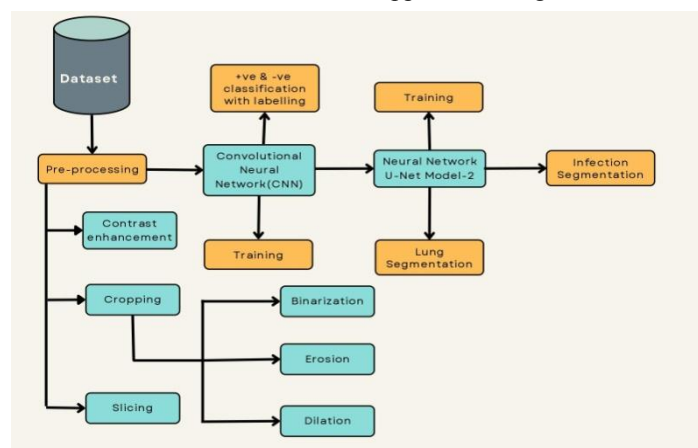 Dataset
+ve & -ve
classification
with labelling
Training
Pre-processing
Convolutional
Neural
Network(CNN)
Neural Network
U-Net Model-2
Infection
Segmentation
Contrast
enhancement
Training
Lung
Segmentation
Cropping
Binarization
Erosion
Slicing
Dilation